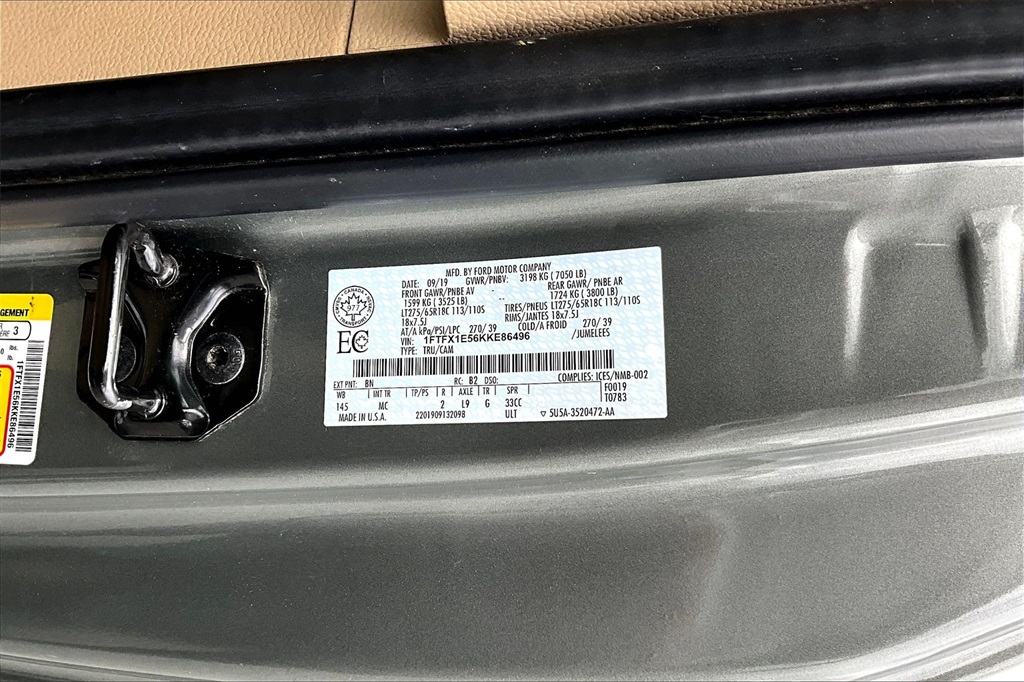 MFD. BY FORD MOTOR COMPANY
DATE: 09/19 GVWR/PNBV: 3198 KG ( 7050 LB)
FRONT GAWR/PNBE AV - REAR GAWR/ PNBE AR
1599 KG ( 3525 LB) - 1724 KG ( 3800 LB)
LT275/65R18C 113/110S TIRES/PNEUS LT275/65R18C 113/110S
18x7.5J RIMS/JANTES 18x7.5J
AT/A kPa/PSI/LPC 270/ 39 COLD/A FROID 270/ 39
VIN: 1FTFX1E56KKE86496 /JUMELEES
TYPE: TRU/CAM
CANADA
977
TRANSPORT
EC
EXT PNT: BN RC: B2 DSO: COMPLIES: ICES/NMB-002
WB INT TR TP/PS R AXLE TR SPR F0019
145 MC 2 L9 G 33CC T0783
MADE IN U.S.A. 2201909132098 ULT 5U5A-3520472-AA
3
1FTFX1E56KKE86496